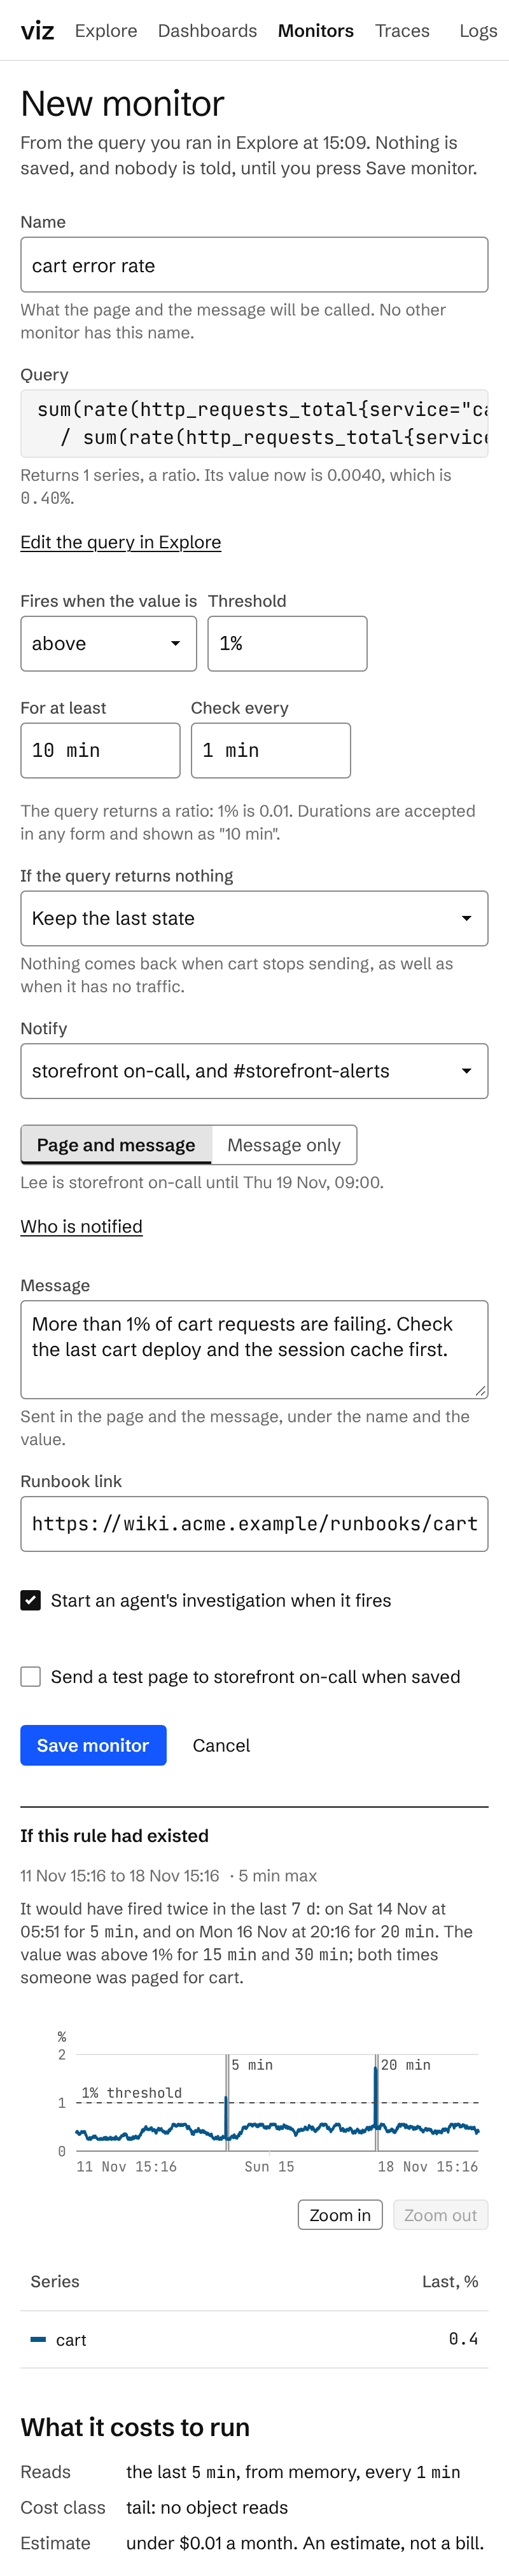 viz Explore Dashboards Monitors Traces Logs
New monitor
From the query you ran in Explore at 15:09. Nothing is
saved, and nobody is told, until you press Save monitor.
Name
cart error rate
What the page and the message will be called. No other
monitor has this name.
Query
sum(rate(http_requests_total{service="ca
/ sum(rate(http_requests_total{service
Returns 1 series, a ratio. Its value now is 0.0040, which is
0.40%.
Edit the query in Explore
Fires when the value is Threshold
above 1%
For at least Check every
10 min 1 min
The query returns a ratio: 1% is 0.01. Durations are accepted
in any form and shown as "10 min".
If the query returns nothing
Keep the last state
Nothing comes back when cart stops sending, as well as
when it has no traffic.
Notify
storefront on-call, and #storefront-alerts
Page and message Message only
Lee is storefront on-call until Thu 19 Nov, 09:00.
Who is notified
Message
More than 1% of cart requests are failing. Check
the last cart deploy and the session cache first.
Sent in the page and the message, under the name and the
value.
Runbook link
https://wiki.acme.example/runbooks/cart
Start an agent's investigation when it fires
Send a test page to storefront on-call when saved
Save monitor Cancel
If this rule had existed
11 Nov 15:16 to 18 Nov 15:16 · 5 min max
It would have fired twice in the last 7 d: on Sat 14 Nov at
05:51 for 5 min, and on Mon 16 Nov at 20:16 for 20 min. The
value was above 1% for 15 min and 30 min; both times
someone was paged for cart.
%
2
5 min 20 min
1% threshold
1
0
11 Nov 15:16 Sun 15 18 Nov 15:16
Zoom in Zoom out
Series Last, %
cart 0.4
What it costs to run
Reads the last 5 min, from memory, every 1 min
Cost class tail: no object reads
Estimate under $0.01 a month. An estimate, not a bill.